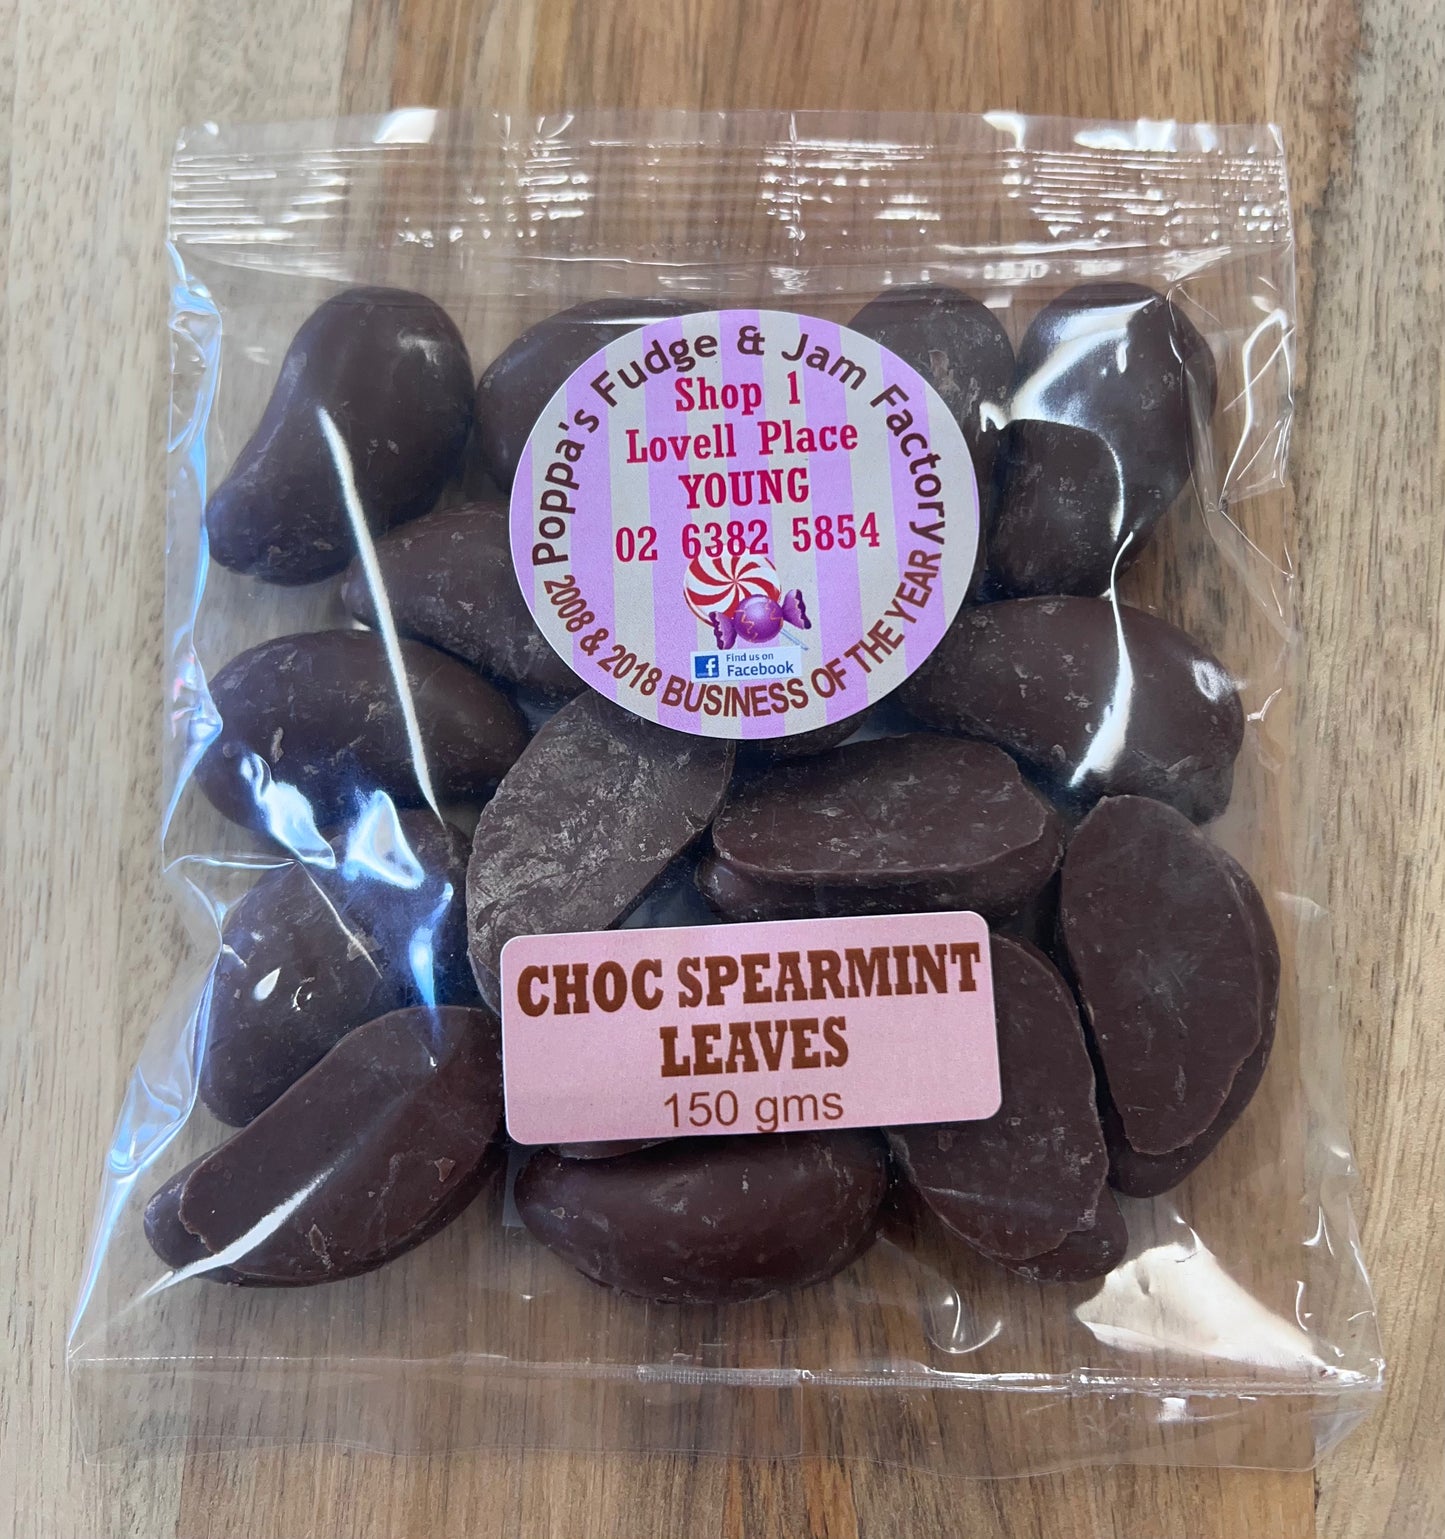 Poppa's Fudge & Jam Factory
Shop 1
Lovell Place
YOUNG
02 6382 5854
f Find us on
Facebook
2008 & 2018 BUSINESS OF THE YEAR
CHOC SPEARMINT
LEAVES
150 gms